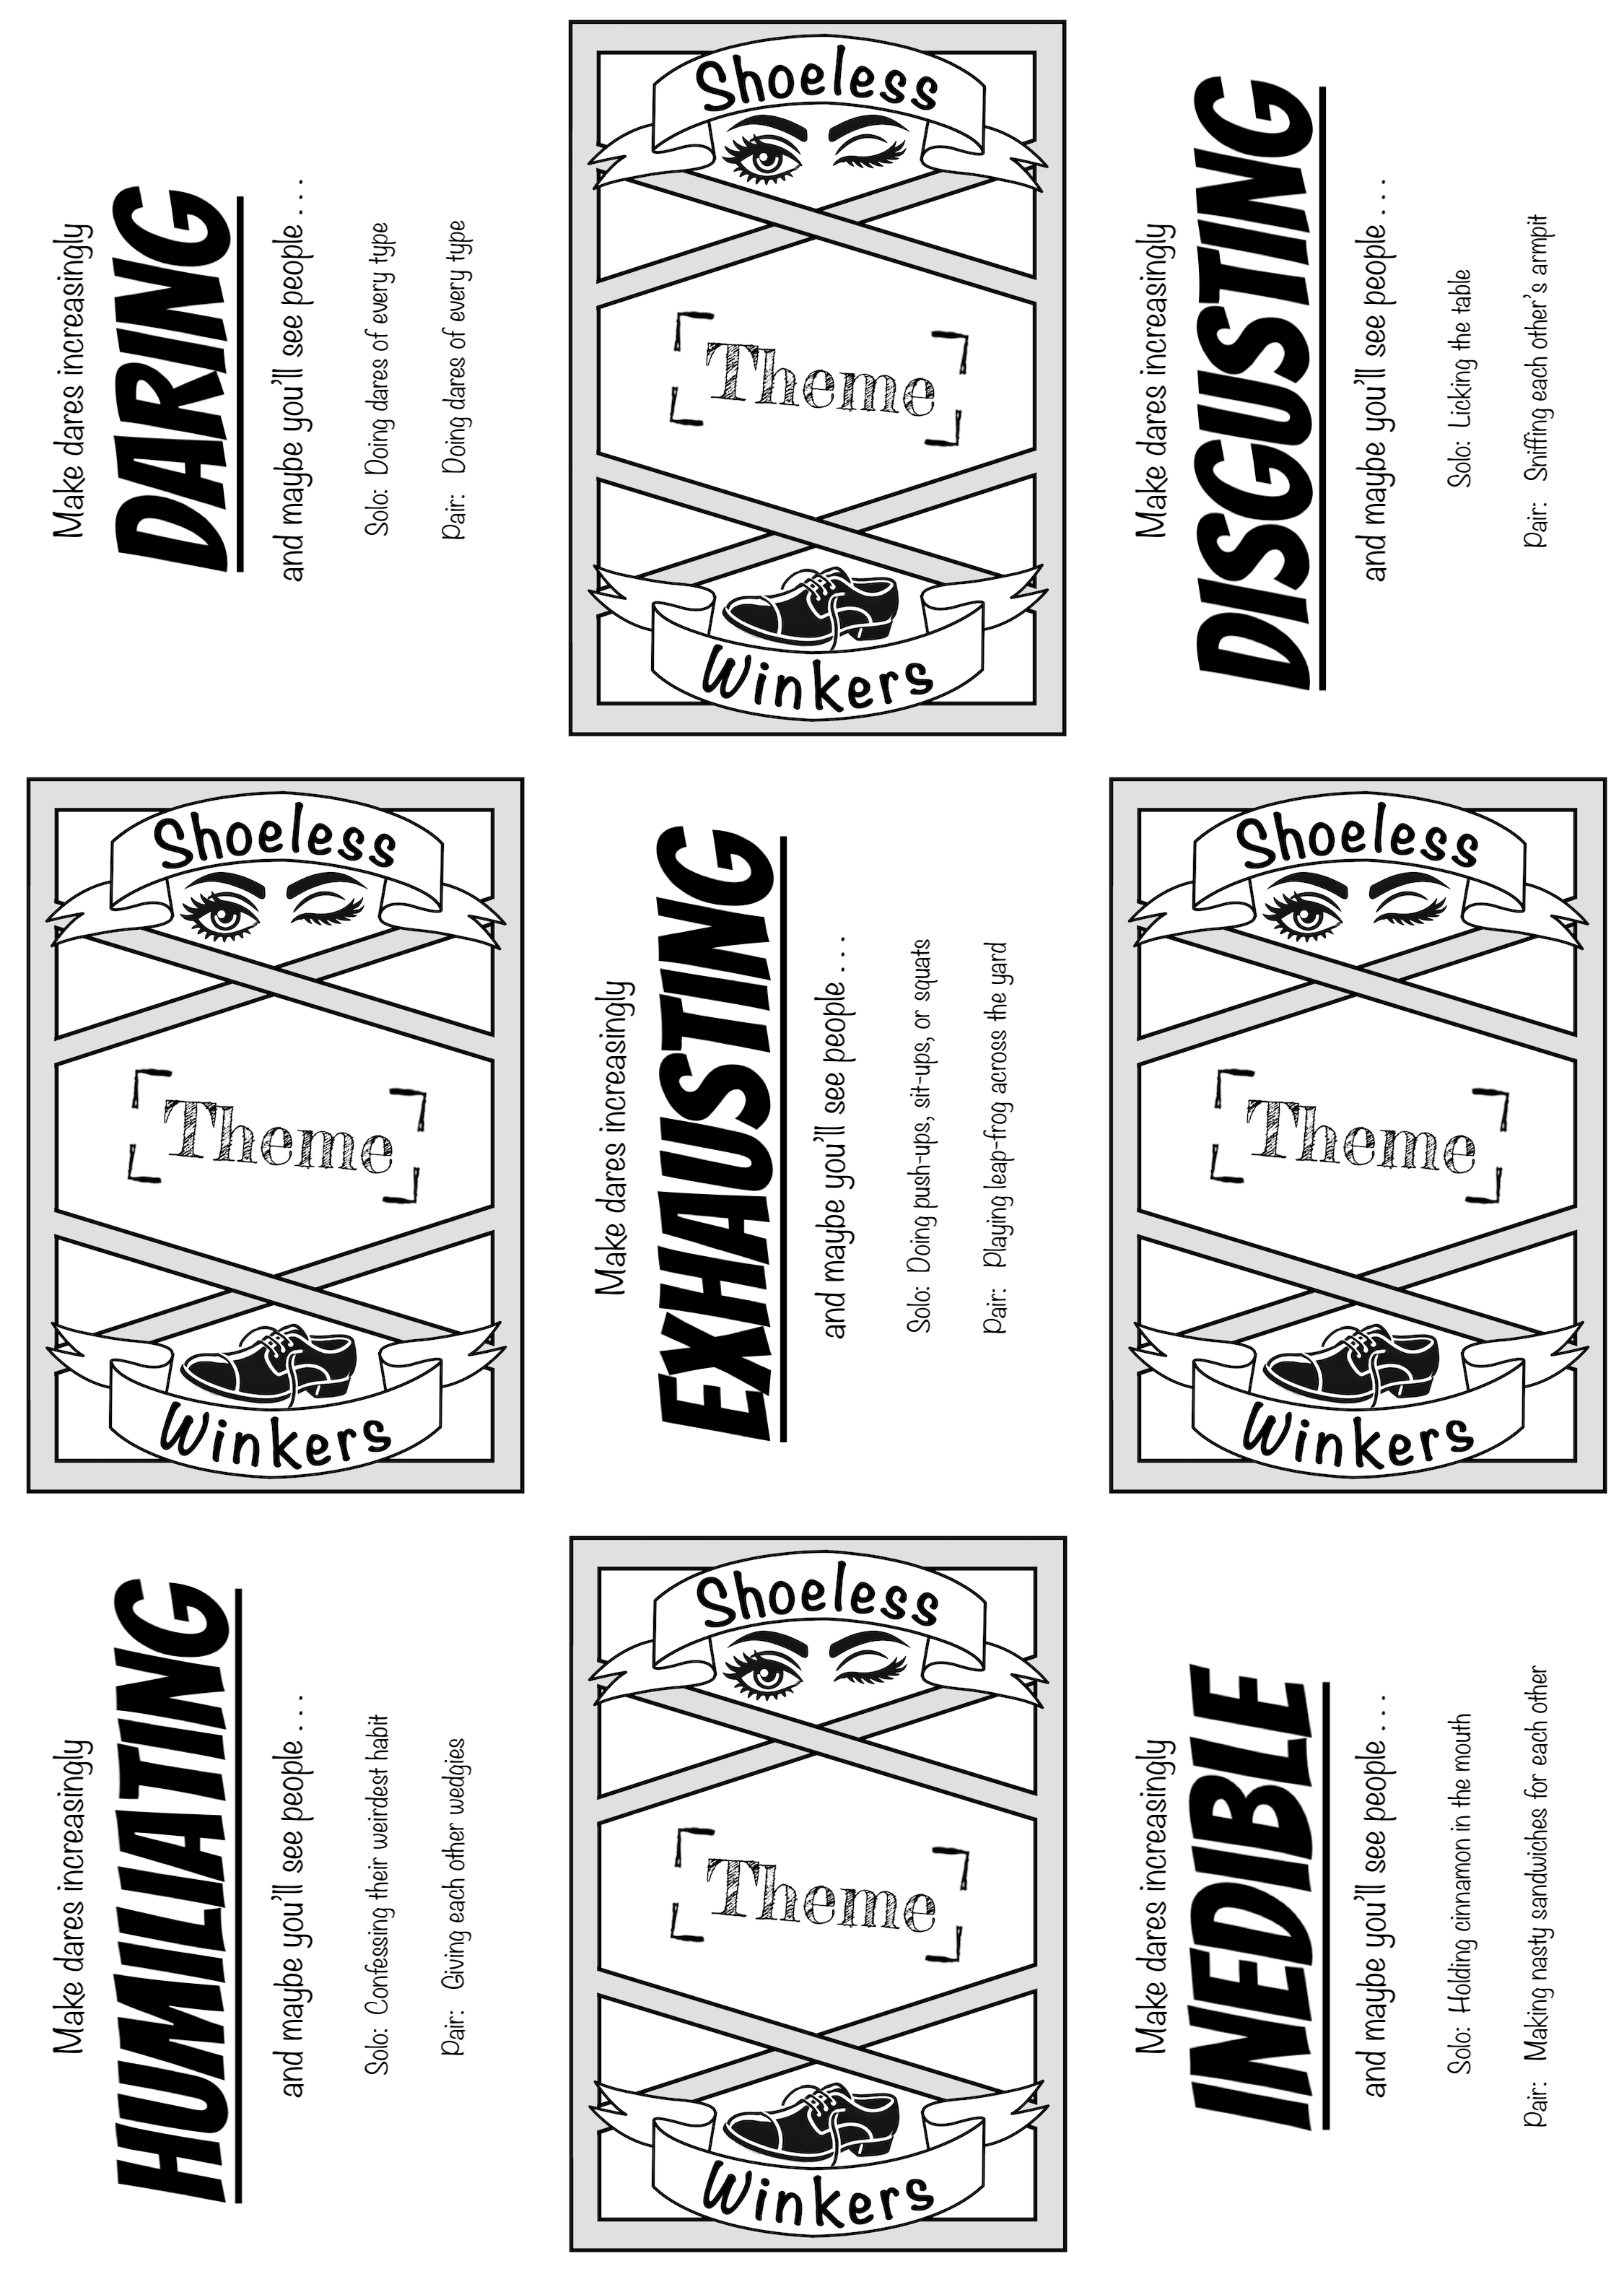 Make dares increasingly
DARING
and maybe you'll see people . . .
Solo: Doing dares of every type
Pair: Doing dares of every type
Shoeless
Theme
Winkers
Make dares increasingly
DISGUSTING
and maybe you'll see people . . .
Solo: Licking the table
Pair: Sniffing each other's armpit
Shoeless
Theme
Winkers
Make dares increasingly
EXHAUSTING
and maybe you'll see people . . .
Solo: Doing push-ups, sit-ups, or squats
Pair: Playing leap-frog across the yard
Shoeless
Theme
Winkers
Make dares increasingly
HUMILIATING
and maybe you'll see people . . .
Solo: Confessing their weirdest habit
Pair: Giving each other wedgies
Shoeless
Theme
Winkers
Make dares increasingly
INEDIBLE
and maybe you'll see people . . .
Solo: Holding cinnamon in the mouth
Pair: Making nasty sandwiches for each other